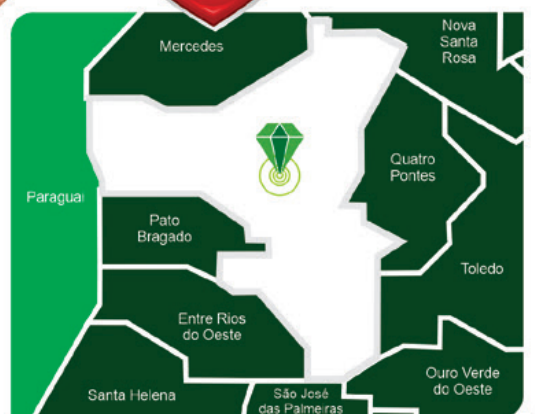 Mercedes
Nova
Santa
Rosa
Quatro
Pontes
Paraguai
Pato
Bragado
Toledo
Entre Rios
do Oeste
Ouro Verde
do Oeste
Santa Helena
São José
das Palmeiras